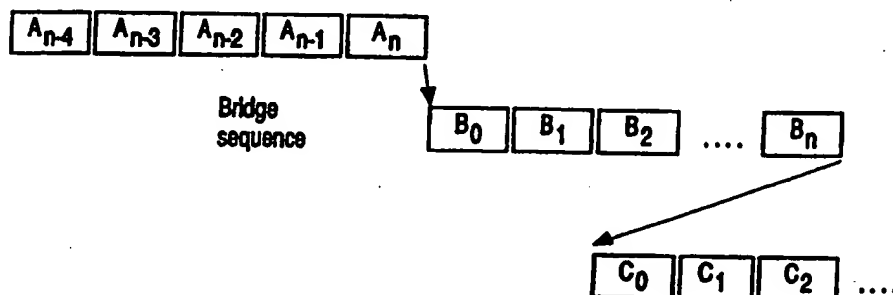 Aₙ₋₄ Aₙ₋₃ Aₙ₋₂ Aₙ₋₁ Aₙ
Bridge
sequence
B₀ B₁ B₂ .... Bₙ
C₀ C₁ C₂ ....